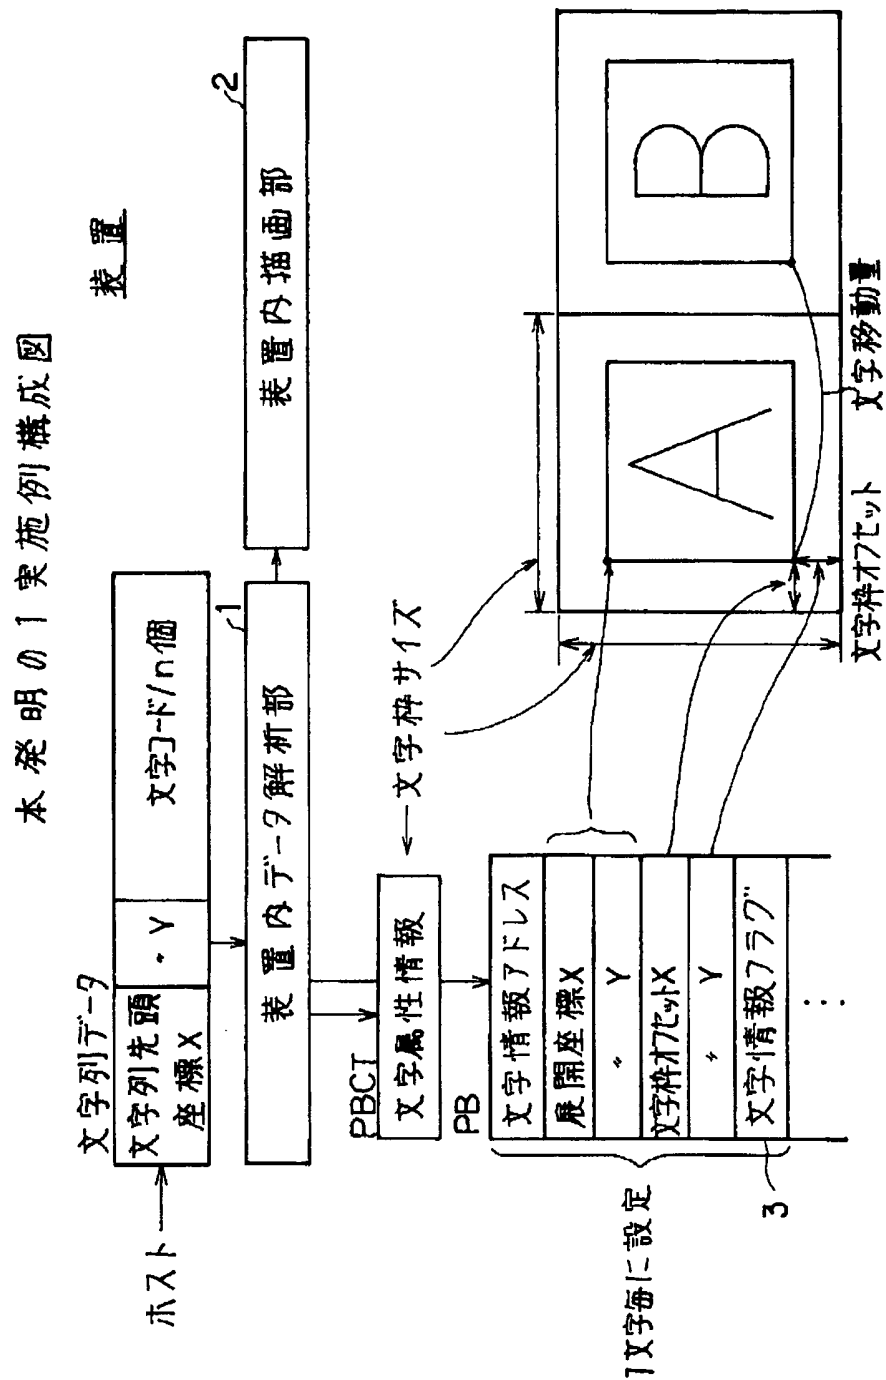 本発明の1実施例構成図
装置
文字列データ
ホスト
文字列先頭
座標X
〃 Y
文字コード/n個
装置内データ解析部
1
装置内描画部
2
PBCT
文字属性情報
文字枠サイズ
PB
文字情報アドレス
展開座標X
〃 Y
文字枠オフセットX
〃 Y
文字情報フラグ
⋮
1文字毎に設定
3
A
B
文字枠オフセット
文字移動量